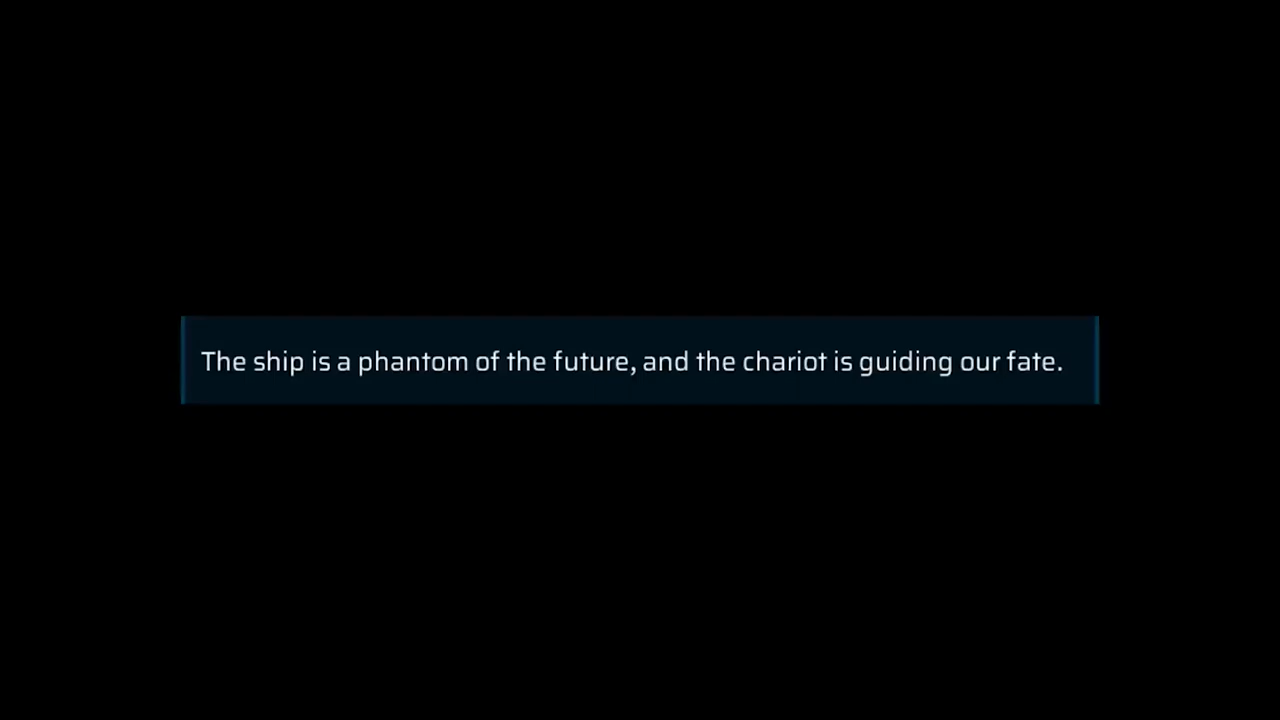 The ship is a phantom of the future, and the chariot is guiding our fate.